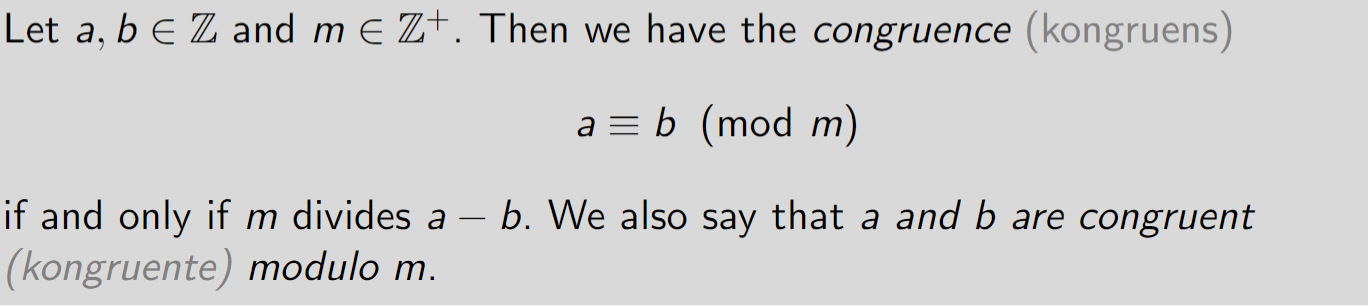 Let a, b ∈ ℤ and m ∈ ℤ⁺. Then we have the congruence (kongruens)
a ≡ b (mod m)
if and only if m divides a − b. We also say that a and b are congruent
(kongruente) modulo m.